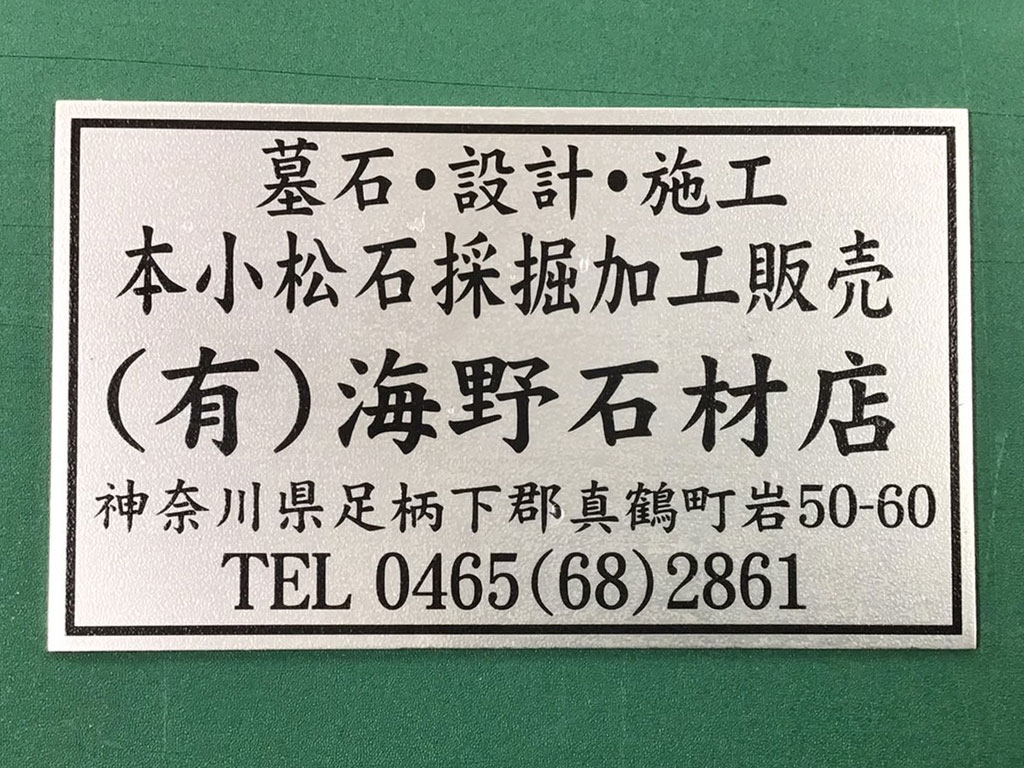 墓石・設計・施工
本小松石採掘加工販売
(有)海野石材店
神奈川県足柄下郡真鶴町岩50-60
TEL 0465(68)2861